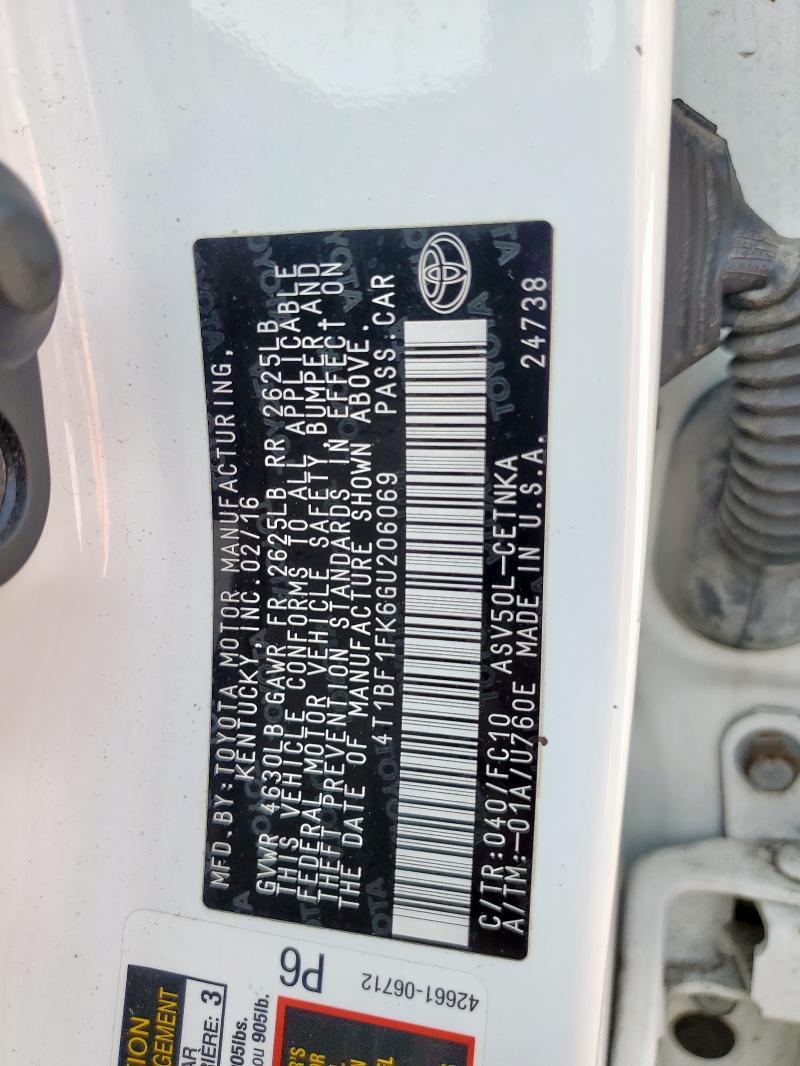 MFD.BY:TOYOTA MOTOR MANUFACTURING,
KENTUCKY,INC.02/16
GVWR 4630LB GAWR FR 2625LB RR 2625LB
THIS VEHICLE CONFORMS TO ALL APPLICABLE
FEDERAL MOTOR VEHICLE SAFETY,BUMPER,AND
THEFT PREVENTION STANDARDS IN EFFECT ON
THE DATE OF MANUFACTURE SHOWN ABOVE.
4T1BF1FK6GU206069 PASS.CAR
C/TR:040/FC10 ASV50L-CETNKA
A/TM:-01A/U760E MADE IN U.S.A. 24738
P6
42661-06712
3
905lb.
ou